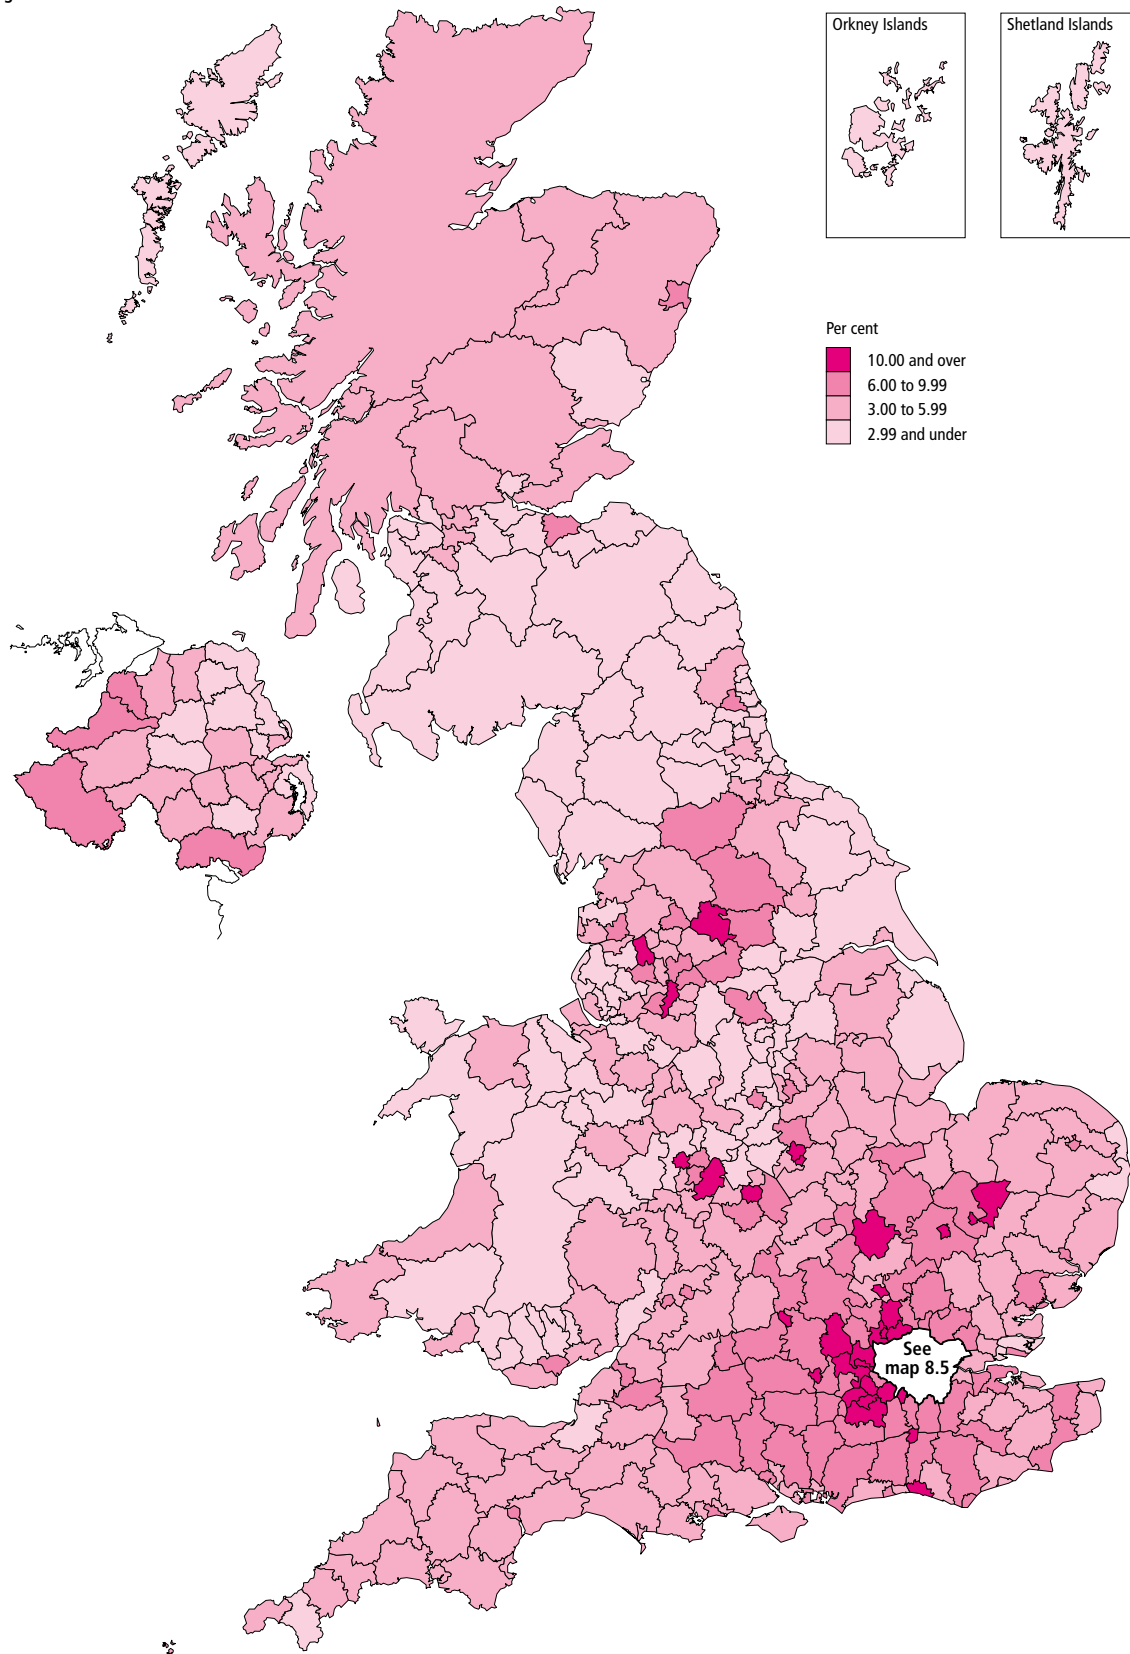 Orkney Islands
Shetland Islands
Per cent
10.00 and over
6.00 to 9.99
3.00 to 5.99
2.99 and under
See
map 8.5